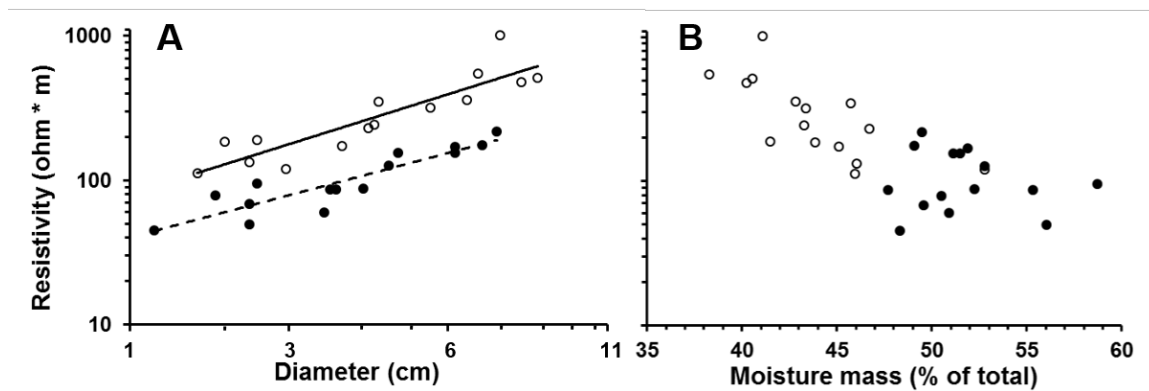 A
B
Resistivity (ohm * m)
1000
100
10
1
3
6
11
Diameter (cm)
35
40
45
50
55
60
Moisture mass (% of total)